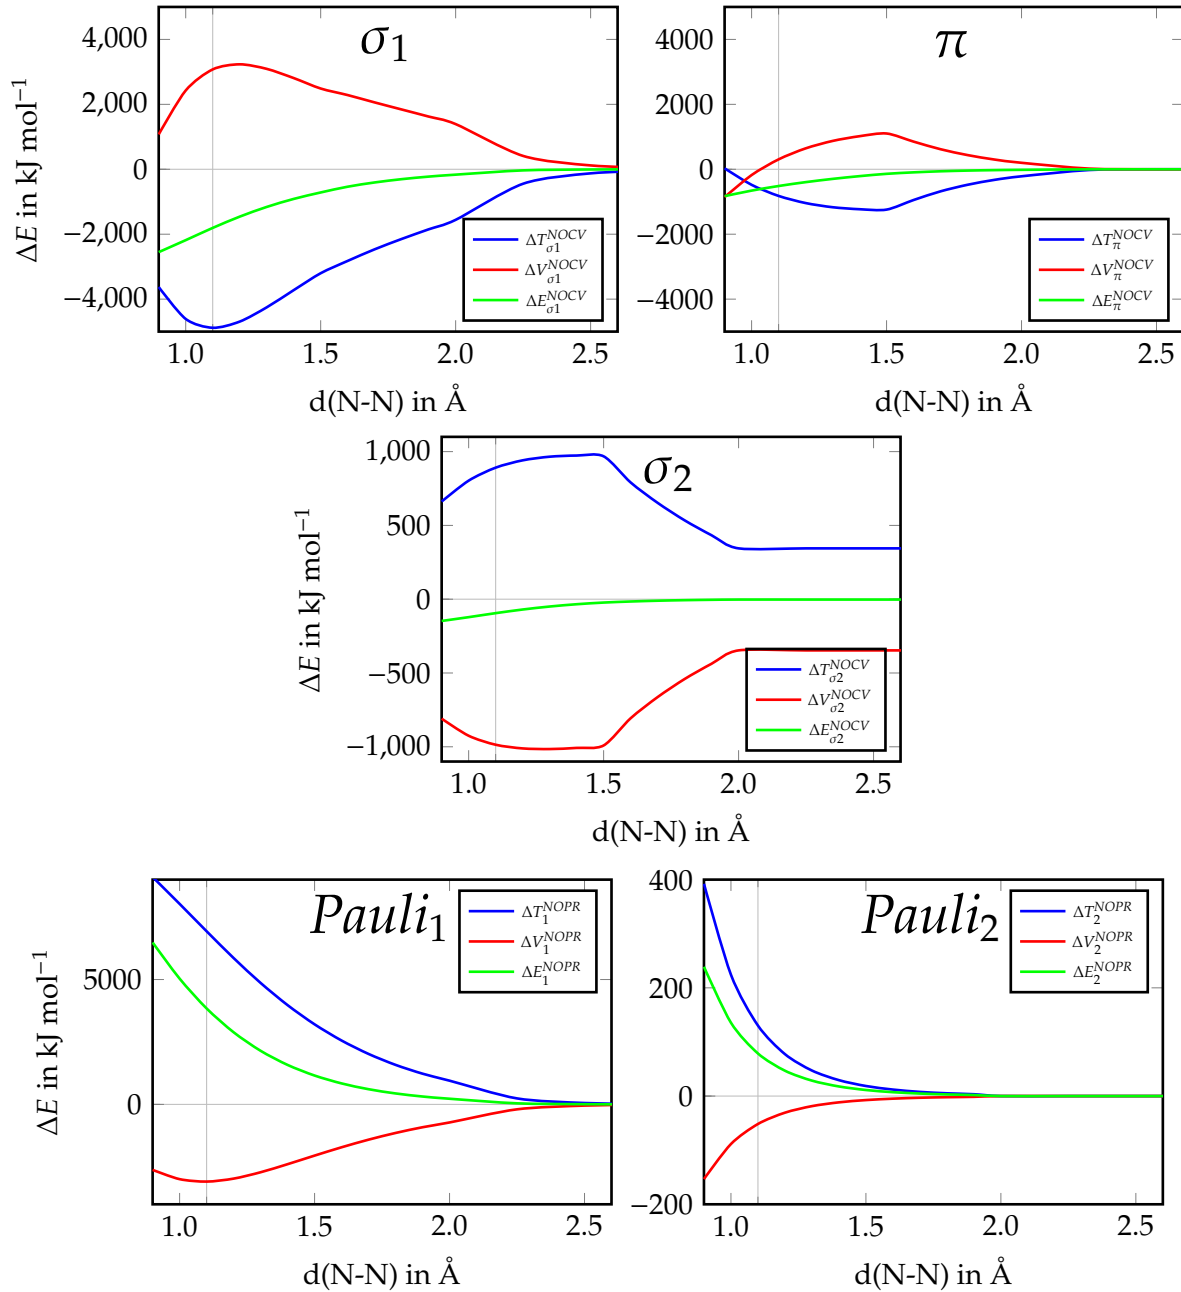 σ1
ΔE in kJ mol−1
4,000
2,000
0
−2,000
−4,000
1.0 1.5 2.0 2.5
d(N-N) in Å
ΔT^NOCV_σ1
ΔV^NOCV_σ1
ΔE^NOCV_σ1
π
4000
2000
0
−2000
−4000
1.0 1.5 2.0 2.5
d(N-N) in Å
ΔT^NOCV_π
ΔV^NOCV_π
ΔE^NOCV_π
σ2
ΔE in kJ mol−1
1,000
500
0
−500
−1,000
1.0 1.5 2.0 2.5
d(N-N) in Å
ΔT^NOCV_σ2
ΔV^NOCV_σ2
ΔE^NOCV_σ2
Pauli1
ΔE in kJ mol−1
5000
0
1.0 1.5 2.0 2.5
d(N-N) in Å
ΔT^NOPR_1
ΔV^NOPR_1
ΔE^NOPR_1
Pauli2
400
200
0
−200
1.0 1.5 2.0 2.5
d(N-N) in Å
ΔT^NOPR_2
ΔV^NOPR_2
ΔE^NOPR_2